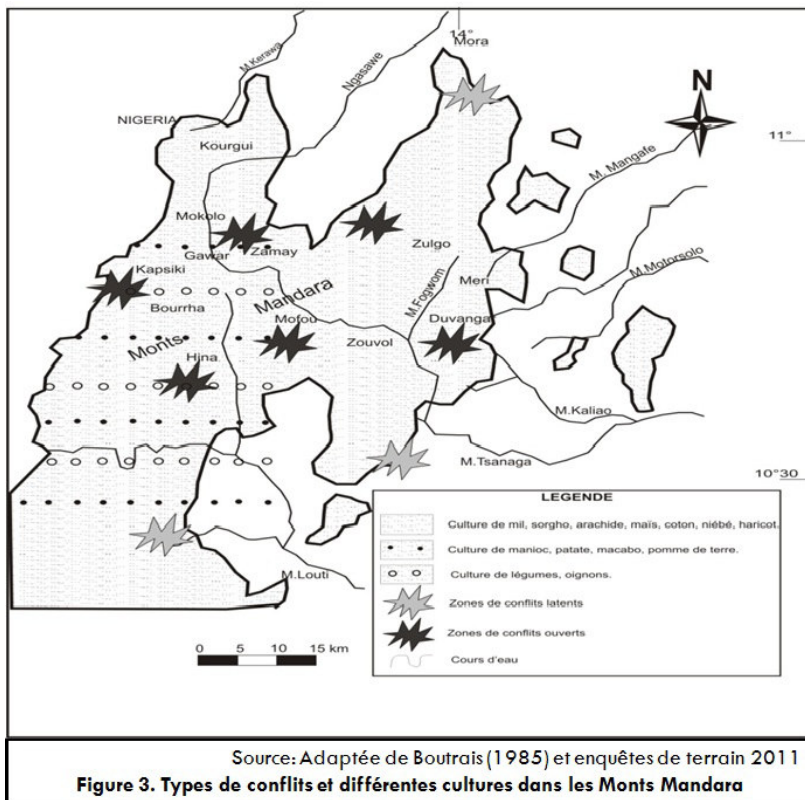 14°
Mora
M.Kerawa
Ngasawe
N
NIGERIA
11°
Kourgui
M. Mangafe
Mokolo
Gawar
Zamay
Zulgo
Kapsiki
Meri
M.Motorsolo
Bourrha
Mandara
M.Fogwom
Mofou
Duvanga
Monts
Zouvol
Hina
M.Kaliao
M.Tsanaga
10°30
LEGENDE
Culture de mil, sorgho, arachide, maïs, coton, niébé, haricot.
Culture de manioc, patate, macabo, pomme de terre.
Culture de légumes, oignons.
Zones de conflits latents
Zones de conflits ouverts
Cours d'eau
M.Louti
0 5 10 15 km
Source: Adaptée de Boutrais (1985) et enquêtes de terrain 2011
Figure 3. Types de conflits et différentes cultures dans les Monts Mandara